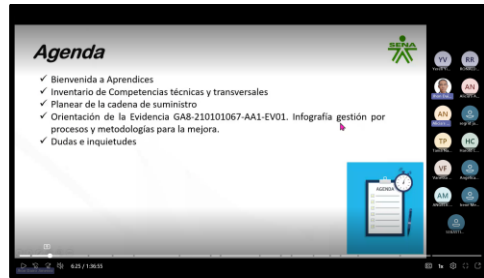 Agenda
SENA
✓ Bienvenida a Aprendices
✓ Inventario de Competencias técnicas y transversales
✓ Planear de la cadena de suministro
✓ Orientación de la Evidencia GA8-210101067-AA1-EV01. Infografía gestión por
procesos y metodologías para la mejora.
✓ Dudas e inquietudes
AGENDA
YV
RR
AN
AN
TP
HC
VF
AM
6:25 / 1:36:55
1x